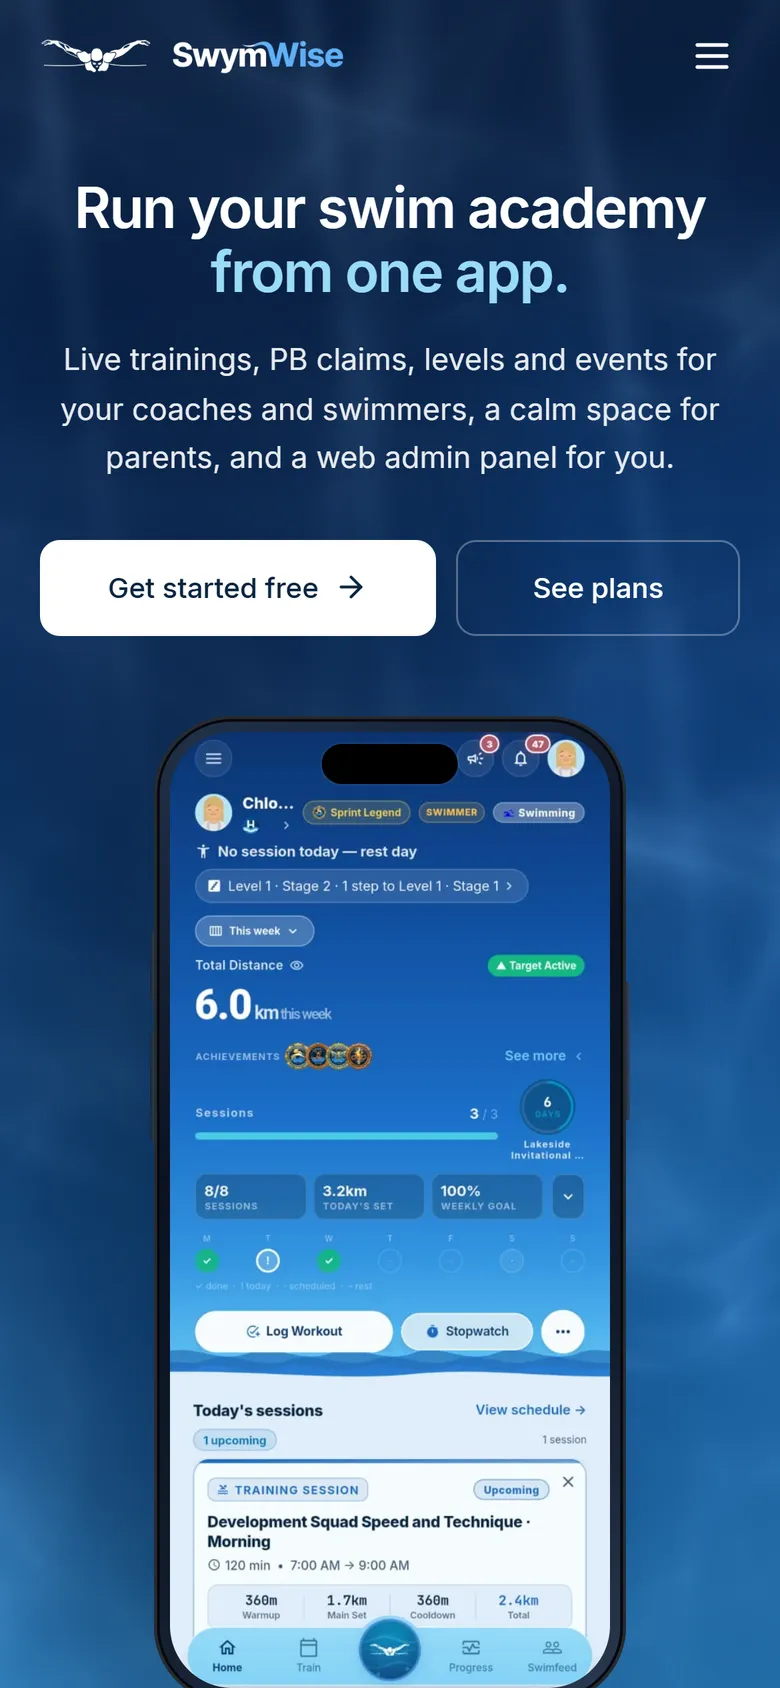 SwymWise
Run your swim academy
from one app.
Live trainings, PB claims, levels and events for
your coaches and swimmers, a calm space for
parents, and a web admin panel for you.
Get started free →
See plans
3
47
Chlo...
Sprint Legend
SWIMMER
Swimming
H
No session today — rest day
Level 1 · Stage 2 · 1 step to Level 1 · Stage 1
This week
Total Distance
Target Active
6.0 km this week
ACHIEVEMENTS
See more
Sessions
3 / 3
6
DAYS
Lakeside
Invitational ...
8/8
SESSIONS
3.2km
TODAY'S SET
100%
WEEKLY GOAL
M T W T F S S
✓ done · ! today · · scheduled · – rest
Log Workout
Stopwatch
Today's sessions
View schedule →
1 upcoming
1 session
TRAINING SESSION
Upcoming
Development Squad Speed and Technique ·
Morning
120 min • 7:00 AM → 9:00 AM
360m
Warmup
1.7km
Main Set
360m
Cooldown
2.4km
Total
Home
Train
Progress
Swimfeed